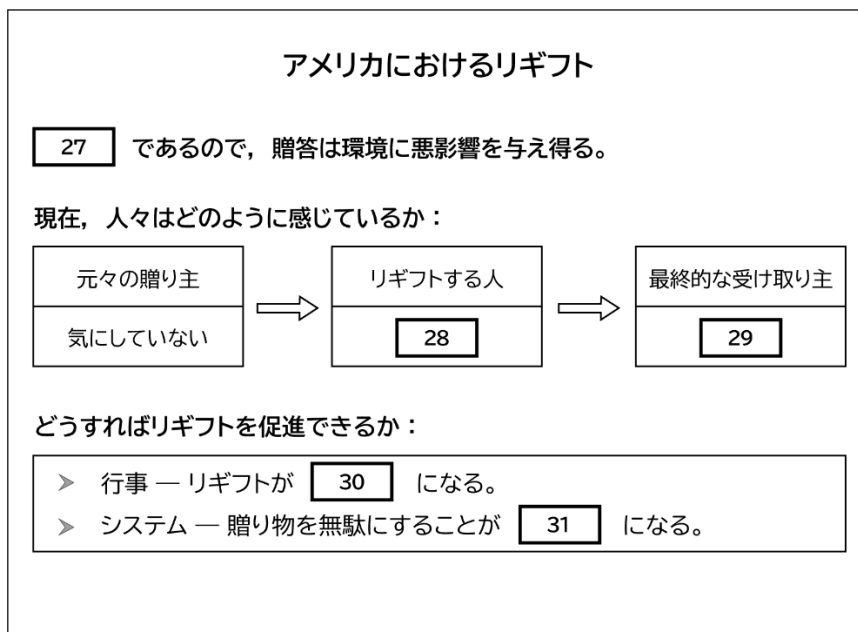 アメリカにおけるリギフト
27 であるので，贈答は環境に悪影響を与え得る。
現在，人々はどのように感じているか：
元々の贈り主 リギフトする人 最終的な受け取り主
気にしていない 28 29
どうすればリギフトを促進できるか：
➤ 行事 ― リギフトが 30 になる。
➤ システム ― 贈り物を無駄にすることが 31 になる。